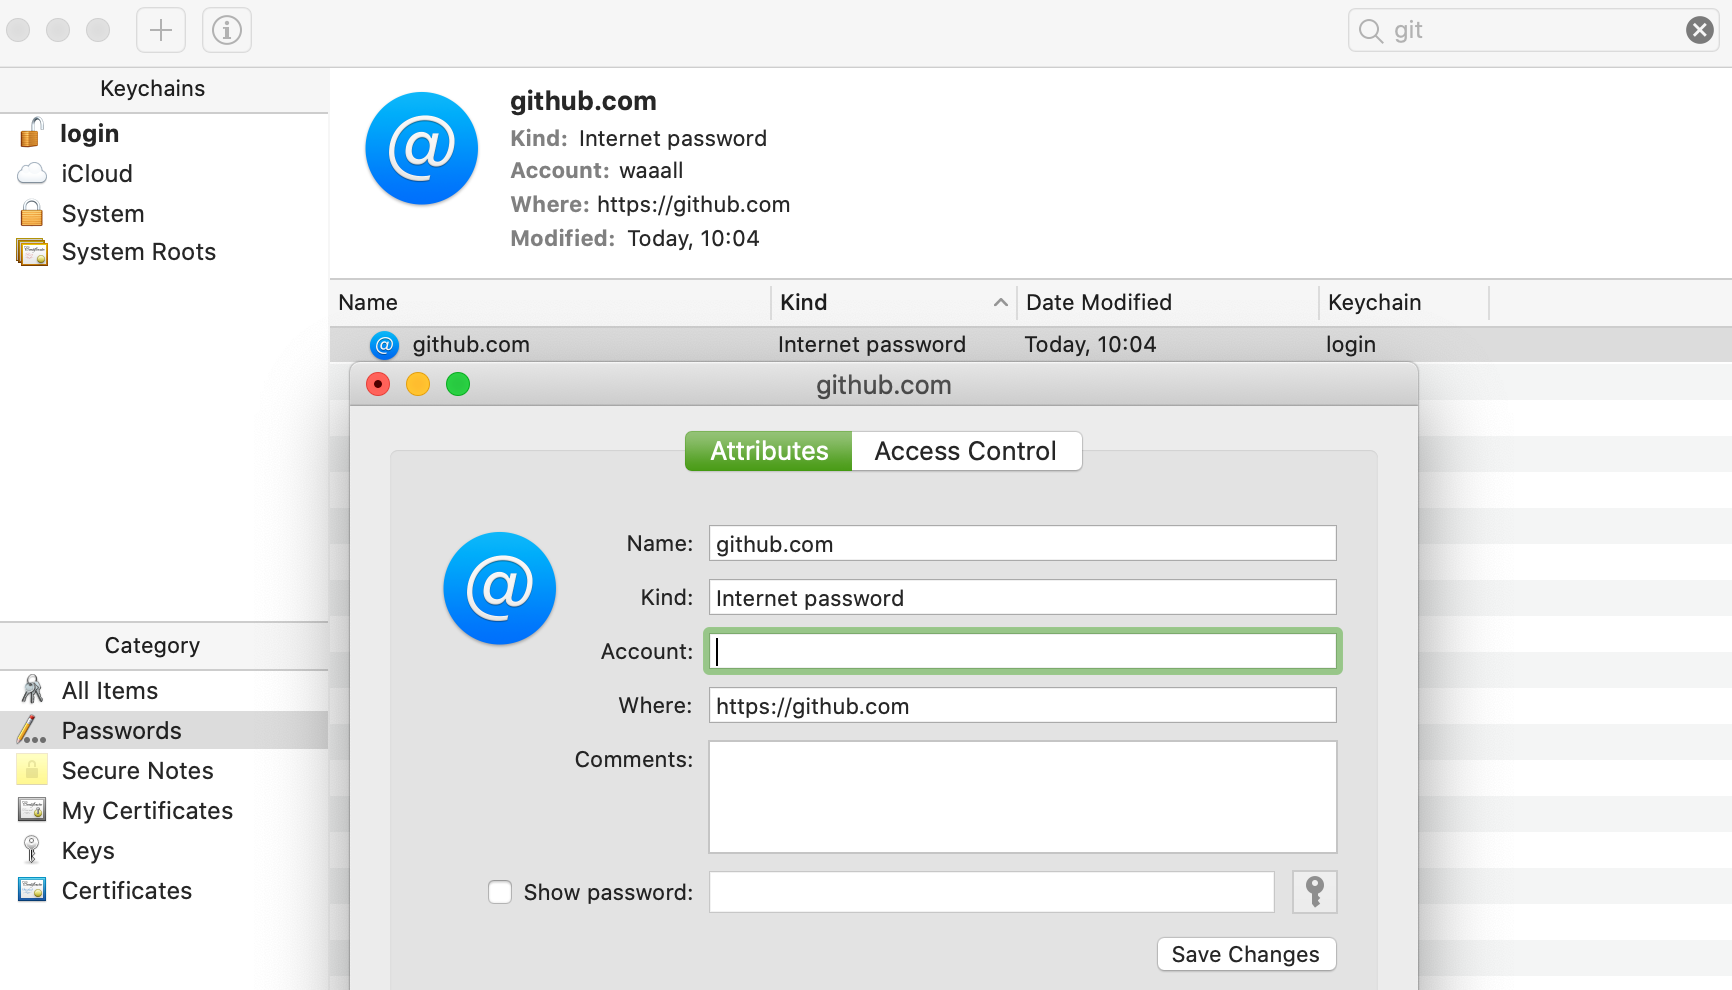 git
Keychains
login
iCloud
System
System Roots
github.com
Kind: Internet password
Account: waaall
Where: https://github.com
Modified: Today, 10:04
Name Kind Date Modified Keychain
github.com Internet password Today, 10:04 login
github.com
Attributes Access Control
Name: github.com
Kind: Internet password
Account:
Where: https://github.com
Comments:
Show password:
Save Changes
Category
All Items
Passwords
Secure Notes
My Certificates
Keys
Certificates